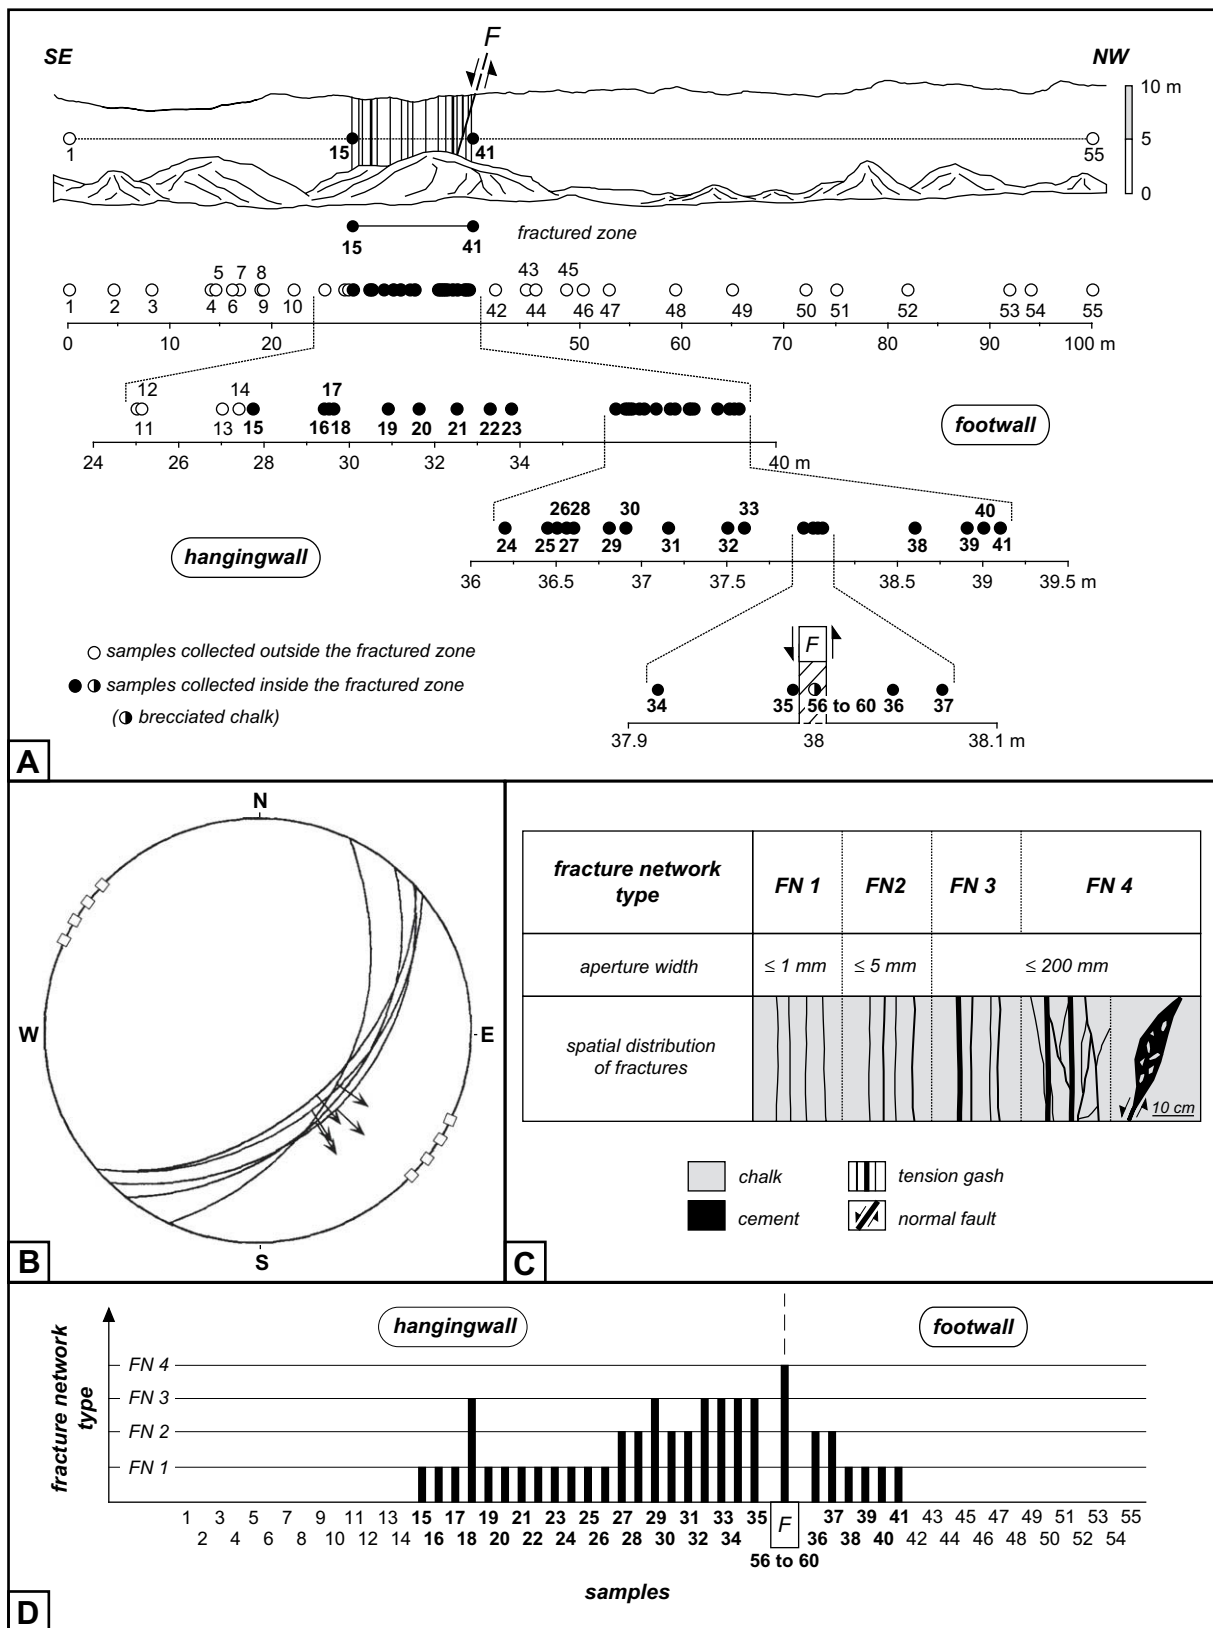 F
SE NW
10 m
5
0
1 15 41 55
15 41 fractured zone
5 7 8 43 45
1 2 3 4 6 9 10 42 44 46 47 48 49 50 51 52 53 54 55
0 10 20 50 60 70 80 90 100 m
12 14 17
11 13 15 16 18 19 20 21 22 23
footwall
24 26 28 30 32 34 40 m
26 28 30 33 40
24 25 27 29 31 32 38 39 41
hangingwall
36 36.5 37 37.5 38.5 39 39.5 m
F
samples collected outside the fractured zone
samples collected inside the fractured zone
( brecciated chalk)
34 35 56 to 60 36 37
37.9 38 38.1 m
A
N
W E
S
B
fracture network type FN 1 FN2 FN 3 FN 4
aperture width ≤ 1 mm ≤ 5 mm ≤ 200 mm
spatial distribution of fractures
10 cm
chalk tension gash
cement normal fault
C
hangingwall footwall
fracture network type
FN 4
FN 3
FN 2
FN 1
1 3 5 7 9 11 13 15 17 19 21 23 25 27 29 31 33 35 F 37 39 41 43 45 47 49 51 53 55
2 4 6 8 10 12 14 16 18 20 22 24 26 28 30 32 34 36 38 40 42 44 46 48 50 52 54
56 to 60
samples
D